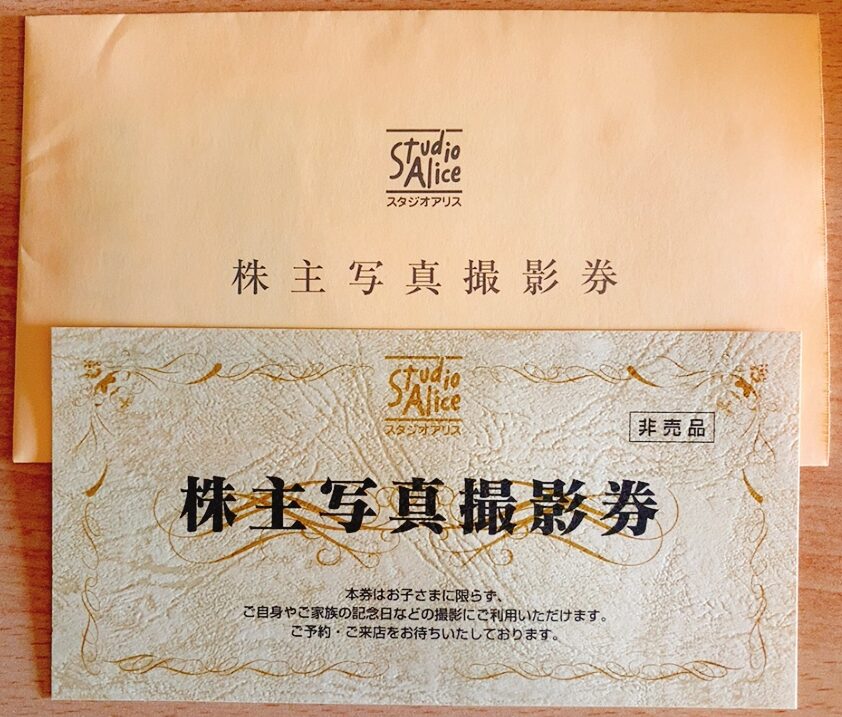 Studio
Alice
スタジオアリス
株主写真撮影券
Studio
Alice
スタジオアリス
非売品
株主写真撮影券
本券はお子さまに限らず、
ご自身やご家族の記念日などの撮影にご利用いただけます。
ご予約・ご来店をお待ちいたしております。